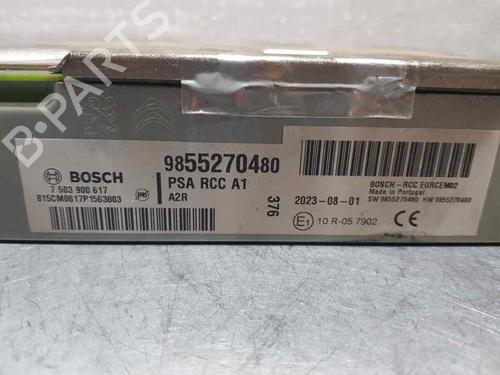 B-PARTS
BOSCH
7 503 900 617
815CM0617P1563003
9855270480
PSA RCC A1
A2R
376
BOSCH-RCC EURCEM02
Made in Portugal
SW 9855270480 HW 9855270480
2023-08-01
E1 10 R-05 7902
CE